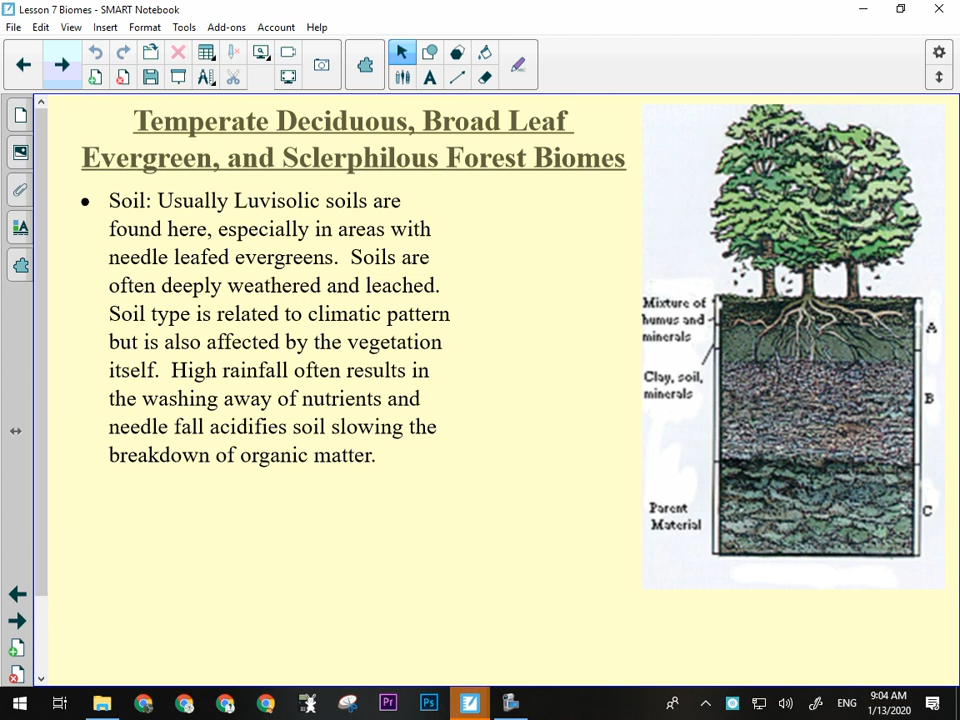 Lesson 7 Biomes - SMART Notebook
File Edit View Insert Format Tools Add-ons Account Help
Temperate Deciduous, Broad Leaf
Evergreen, and Sclerphilous Forest Biomes
• Soil: Usually Luvisolic soils are
found here, especially in areas with
needle leafed evergreens. Soils are
often deeply weathered and leached.
Soil type is related to climatic pattern
but is also affected by the vegetation
itself. High rainfall often results in
the washing away of nutrients and
needle fall acidifies soil slowing the
breakdown of organic matter.
Mixture of
humus and
minerals
A
Clay, soil,
minerals
B
Parent
Material
C
Pr
Ps
ENG
9:04 AM
1/13/2020